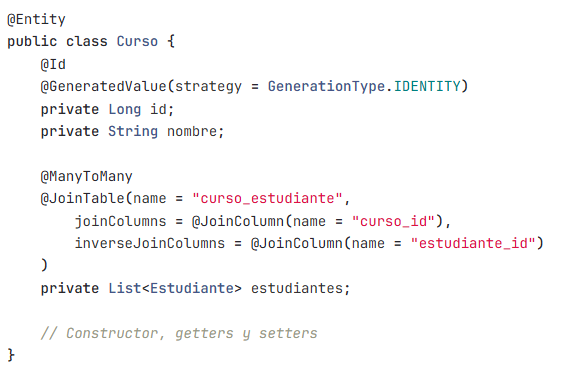 @Entity
public class Curso {
    @Id
    @GeneratedValue(strategy = GenerationType.IDENTITY)
    private Long id;
    private String nombre;

    @ManyToMany
    @JoinTable(name = "curso_estudiante",
        joinColumns = @JoinColumn(name = "curso_id"),
        inverseJoinColumns = @JoinColumn(name = "estudiante_id")
    )
    private List<Estudiante> estudiantes;

    // Constructor, getters y setters
}